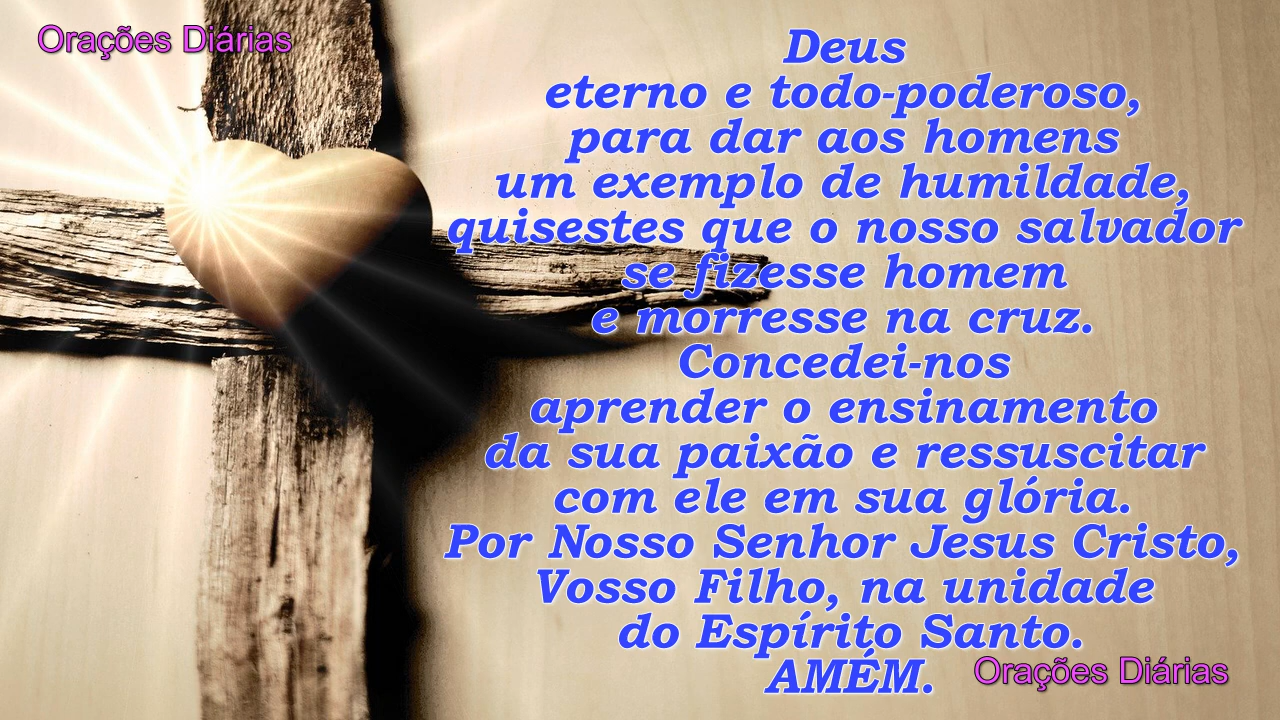 Orações Diárias
Deus
eterno e todo-poderoso,
para dar aos homens
um exemplo de humildade,
quisestes que o nosso salvador
se fizesse homem
e morresse na cruz.
Concedei-nos
aprender o ensinamento
da sua paixão e ressuscitar
com ele em sua glória.
Por Nosso Senhor Jesus Cristo,
Vosso Filho, na unidade
do Espírito Santo.
AMÉM.
Orações Diárias